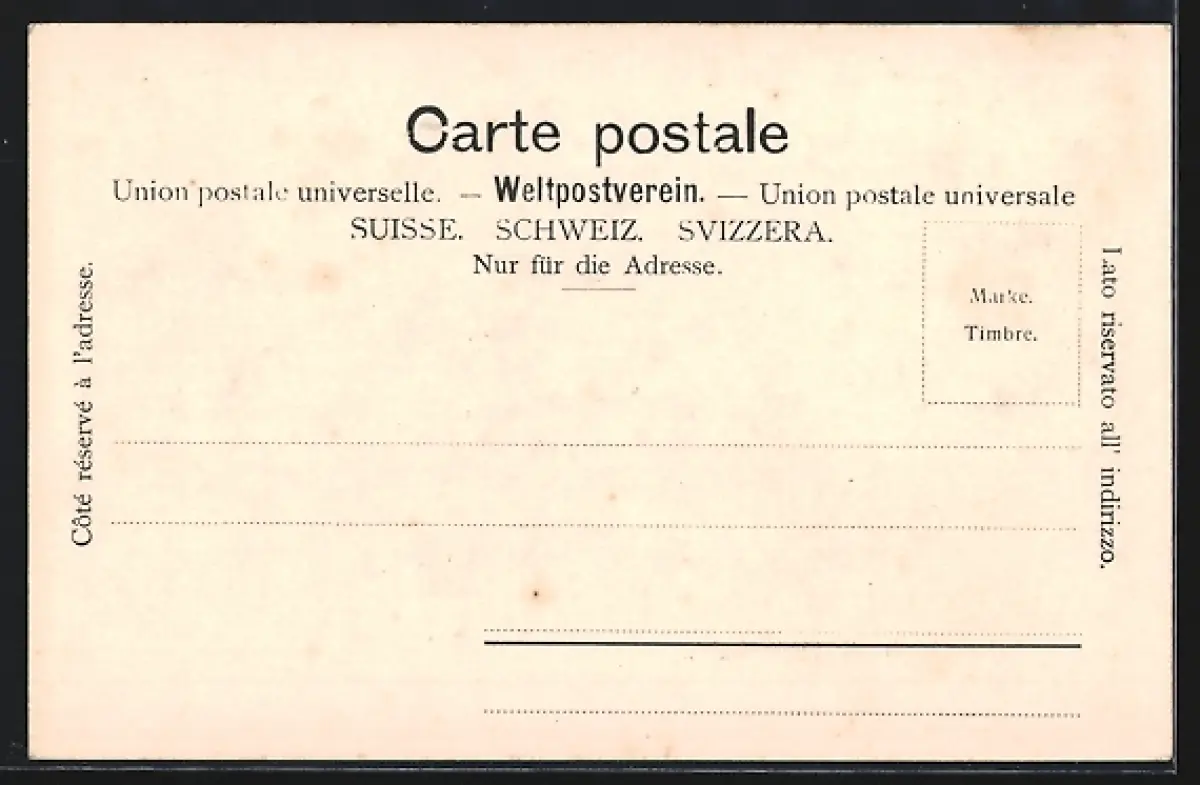 Carte postale
Union postale universelle. — Weltpostverein. — Union postale universale
SUISSE. SCHWEIZ. SVIZZERA.
Nur für die Adresse.
Marke.
Timbre.
Côté réservé à l'adresse.
Lato riservato all' indirizzo.